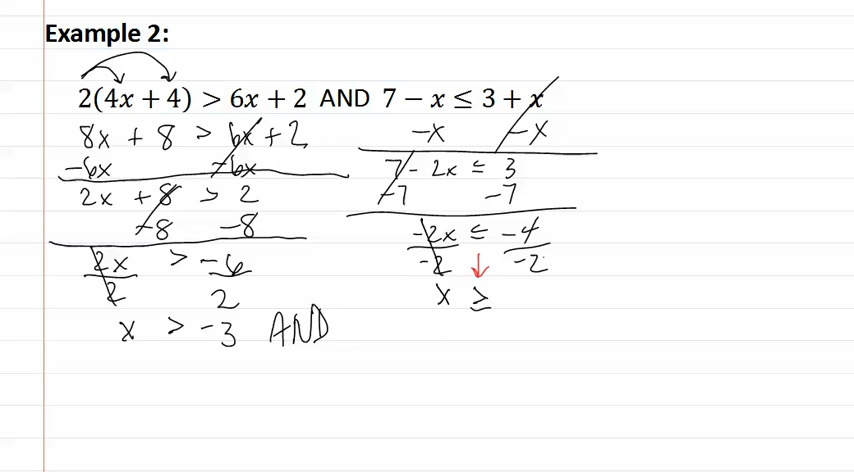 Example 2:
2(4x + 4) > 6x + 2 AND 7 − x ≤ 3 + x
8x + 8 > 6x + 2
−6x −6x
2x + 8 > 2
−8 −8
2x > −6
2 2
x > −3 AND
−x −x
7 − 2x ≤ 3
−7 −7
−2x ≤ −4
−2 −2
x ≥